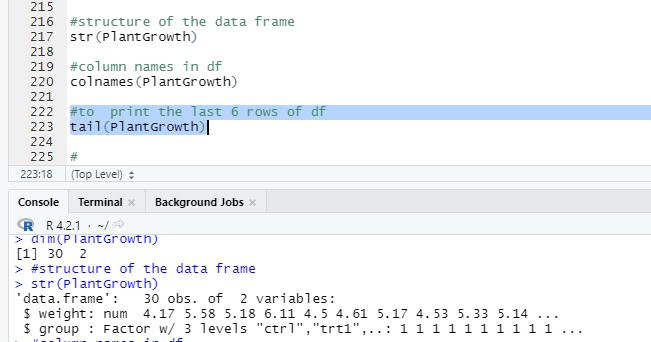 215
216 #structure of the data frame
217 str(PlantGrowth)
218
219 #column names in df
220 colnames(PlantGrowth)
221
222 #to  print the last 6 rows of df
223 tail(PlantGrowth)
224
225 #
223:18 (Top Level)
Console Terminal Background Jobs
R R 4.2.1 · ~/
> dim(PlantGrowth)
[1] 30  2
> #structure of the data frame
> str(PlantGrowth)
'data.frame':   30 obs. of  2 variables:
 $ weight: num  4.17 5.58 5.18 6.11 4.5 4.61 5.17 4.53 5.33 5.14 ...
 $ group : Factor w/ 3 levels "ctrl","trt1",..: 1 1 1 1 1 1 1 1 1 1 ...
> #column names in df